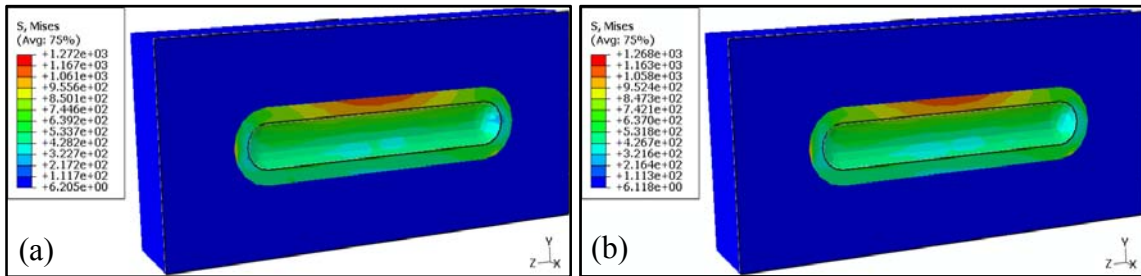 S, Mises
(Avg: 75%)
+1.272e+03
+1.167e+03
+1.061e+03
+9.556e+02
+8.501e+02
+7.446e+02
+6.392e+02
+5.337e+02
+4.282e+02
+3.227e+02
+2.172e+02
+1.117e+02
+6.205e+00
(a)
Y
Z X
S, Mises
(Avg: 75%)
+1.268e+03
+1.163e+03
+1.058e+03
+9.524e+02
+8.473e+02
+7.421e+02
+6.370e+02
+5.318e+02
+4.267e+02
+3.216e+02
+2.164e+02
+1.113e+02
+6.118e+00
(b)
Y
Z X